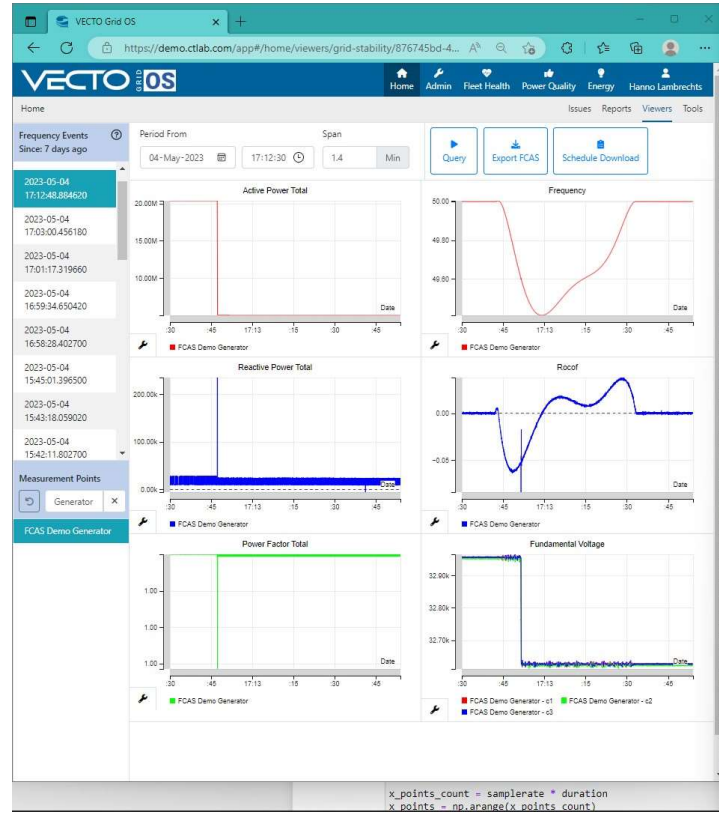 VECTO Grid OS
https://demo.ctlab.com/app#/home/viewers/grid-stability/876745bd-4...
VECTO GRID OS
Home Admin Fleet Health Power Quality Energy Hanno Lambrechts
Home
Issues Reports Viewers Tools
Frequency Events
Since: 7 days ago
2023-05-04
17:12:48.884620
2023-05-04
17:03:00.456180
2023-05-04
17:01:17.319660
2023-05-04
16:59:34.650420
2023-05-04
16:58:28.402700
2023-05-04
15:45:01.396500
2023-05-04
15:43:18.059020
2023-05-04
15:42:11.802700
Measurement Points
Generator
FCAS Demo Generator
Period From
Span
04-May-2023
17:12:30
1.4
Min
Query
Export FCAS
Schedule Download
Active Power Total
20.00M
15.00M
10.00M
Date
:30 :45 17:13 :15 :30 :45
FCAS Demo Generator
Frequency
50.00
49.80
49.60
Date
:30 :45 17:13 :15 :30 :45
FCAS Demo Generator
Reactive Power Total
200.00k
100.00k
0.00k
Date
:30 :45 17:13 :15 :30 :45
FCAS Demo Generator
Rocof
0.00
-0.05
Date
:30 :45 17:13 :15 :30 :45
FCAS Demo Generator
Power Factor Total
1.00
1.00
1.00
Date
:30 :45 17:13 :15 :30 :45
FCAS Demo Generator
Fundamental Voltage
32.90k
32.80k
32.70k
Date
:30 :45 17:13 :15 :30 :45
FCAS Demo Generator - c1 FCAS Demo Generator - c2
FCAS Demo Generator - c3
x_points_count = samplerate * duration
x_points = np.arange(x_points_count)